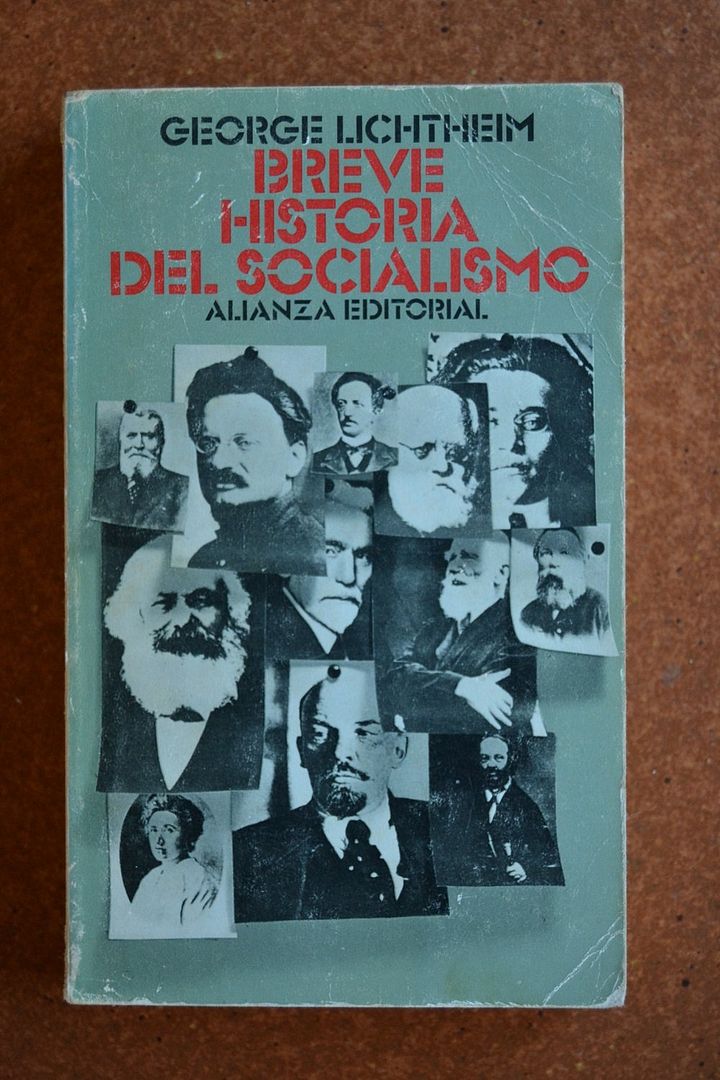 GEORGE LICHTHEIM
BREVE
HISTORIA
DEL SOCIALISMO
ALIANZA EDITORIAL